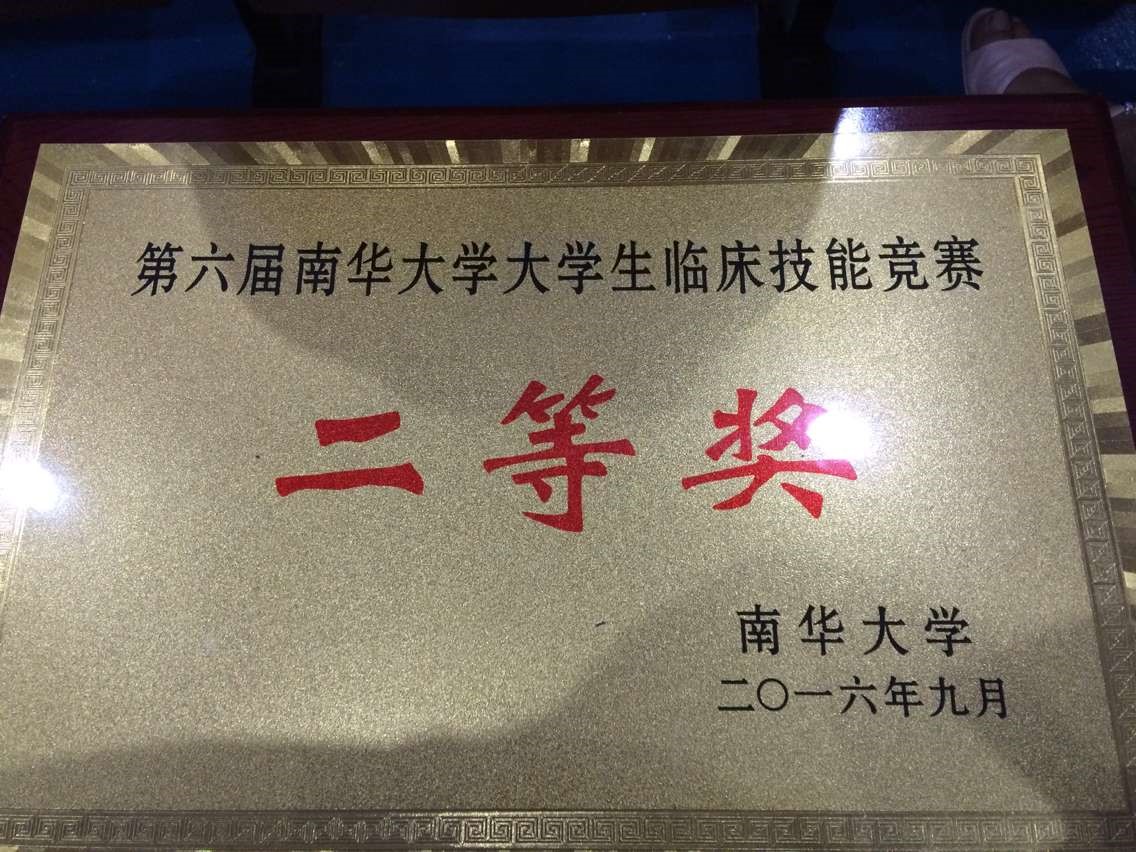 第六届南华大学大学生临床技能竞赛
二等奖
南华大学
二〇一六年九月